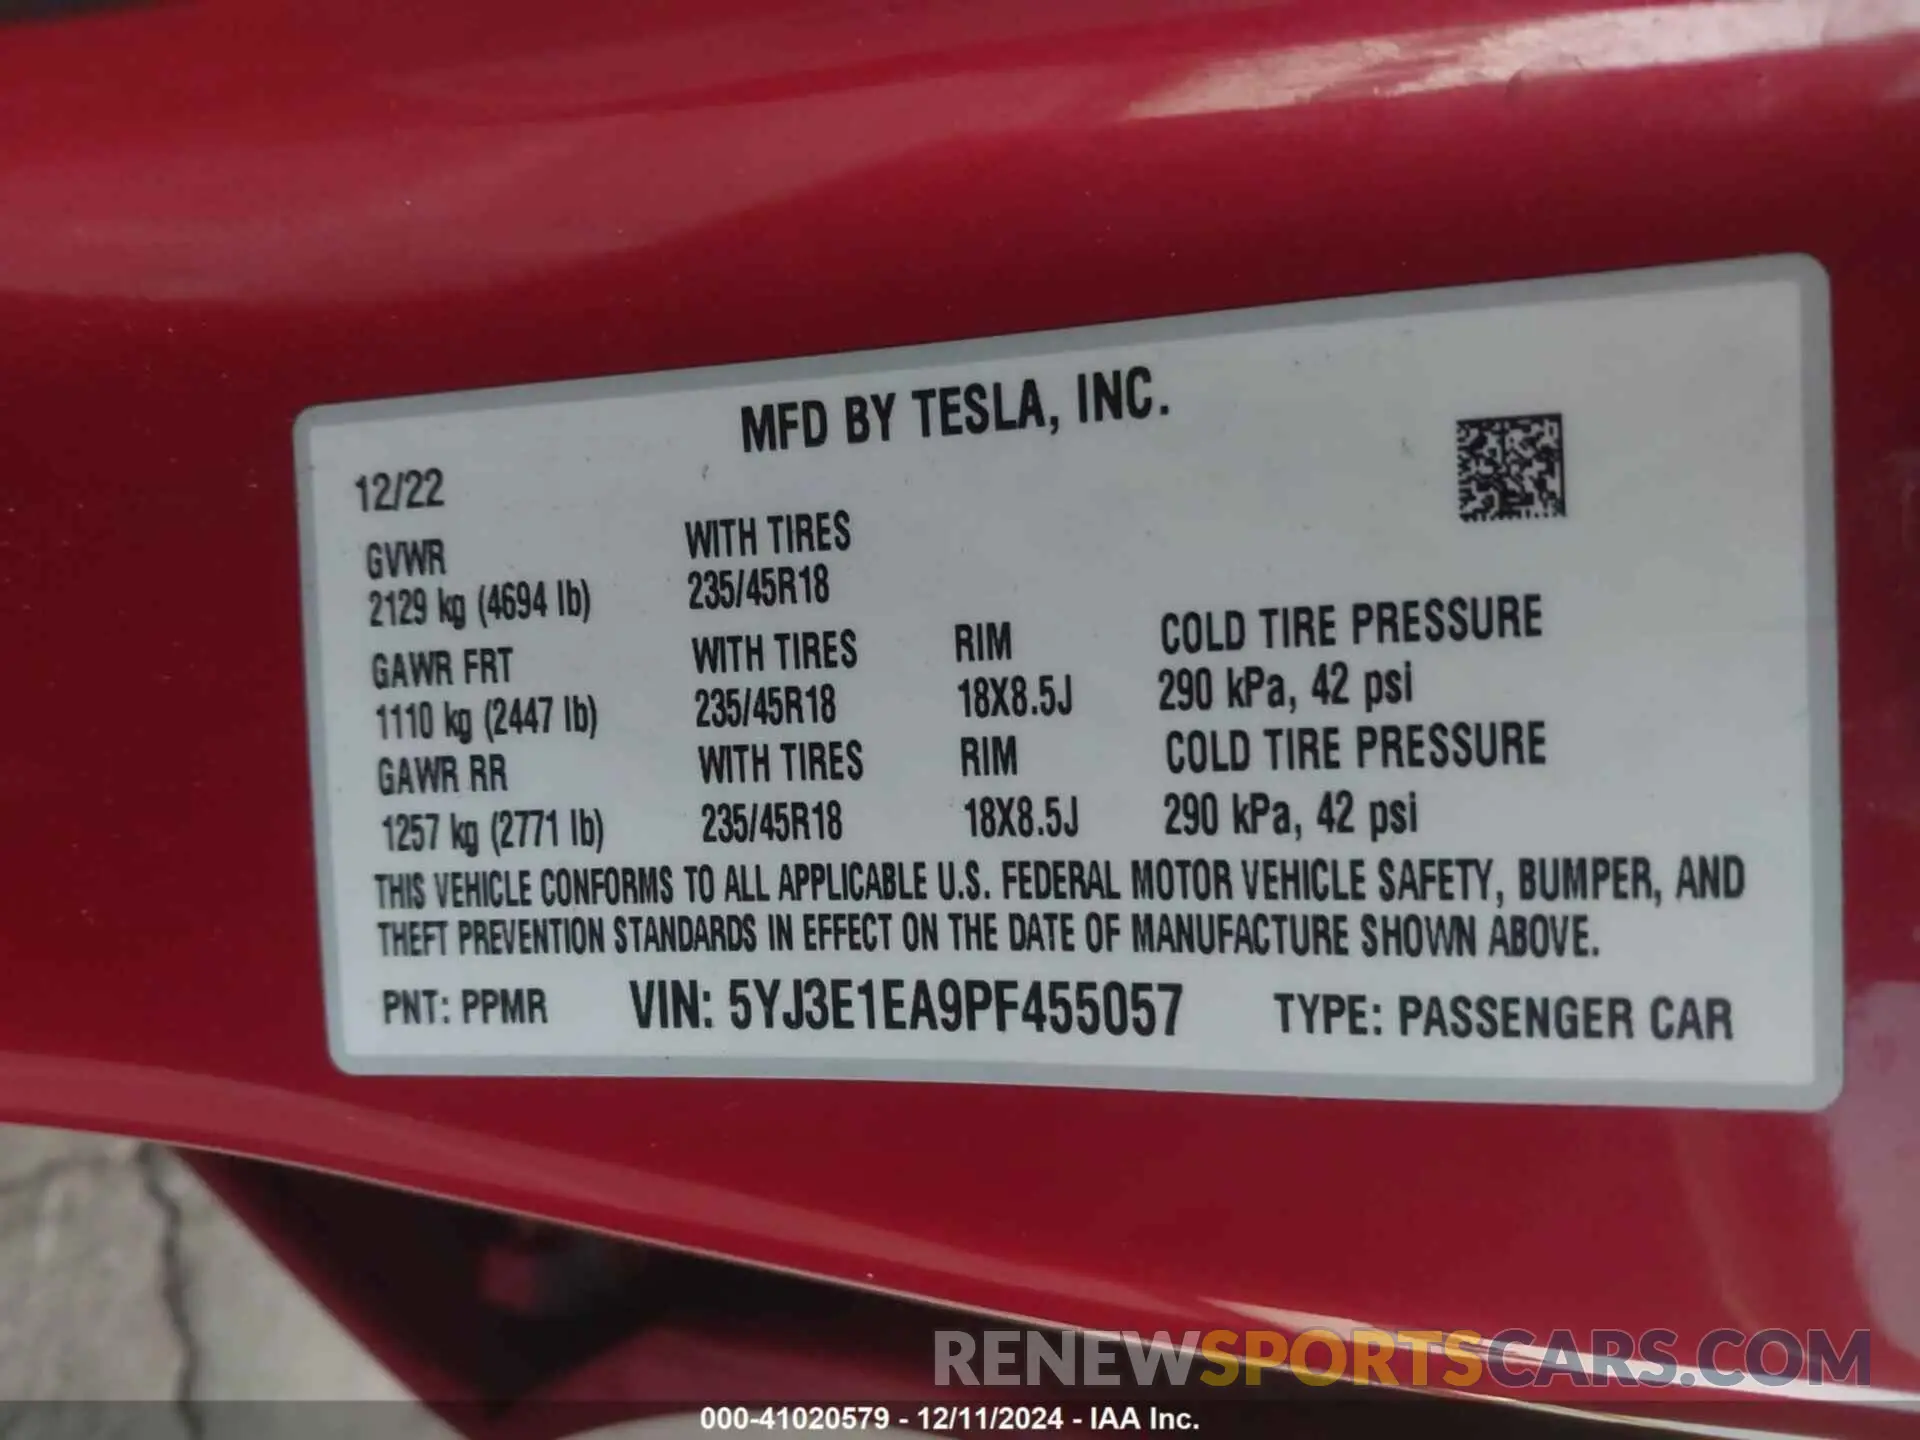 MFD BY TESLA, INC.
12/22
GVWR WITH TIRES
2129 kg (4694 lb) 235/45R18
GAWR FRT WITH TIRES RIM COLD TIRE PRESSURE
1110 kg (2447 lb) 235/45R18 18X8.5J 290 kPa, 42 psi
GAWR RR WITH TIRES RIM COLD TIRE PRESSURE
1257 kg (2771 lb) 235/45R18 18X8.5J 290 kPa, 42 psi
THIS VEHICLE CONFORMS TO ALL APPLICABLE U.S. FEDERAL MOTOR VEHICLE SAFETY, BUMPER, AND
THEFT PREVENTION STANDARDS IN EFFECT ON THE DATE OF MANUFACTURE SHOWN ABOVE.
PNT: PPMR VIN: 5YJ3E1EA9PF455057 TYPE: PASSENGER CAR
RENEWSPORTSCARS.COM
000-41020579 - 12/11/2024 - IAA Inc.